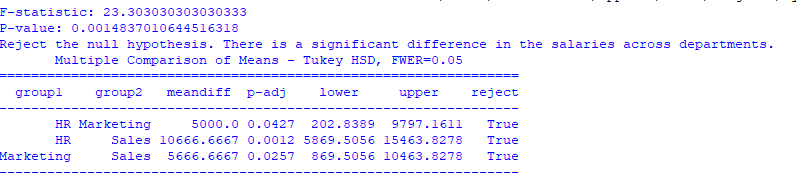 F-statistic: 23.303030303030333
P-value: 0.0014837010644516318
Reject the null hypothesis. There is a significant difference in the salaries across departments.
Multiple Comparison of Means - Tukey HSD, FWER=0.05
===========================================================
group1 group2 meandiff p-adj lower upper reject
-----------------------------------------------------------
HR Marketing 5000.0 0.0427 202.8389 9797.1611 True
HR Sales 10666.6667 0.0012 5869.5056 15463.8278 True
Marketing Sales 5666.6667 0.0257 869.5056 10463.8278 True
-----------------------------------------------------------